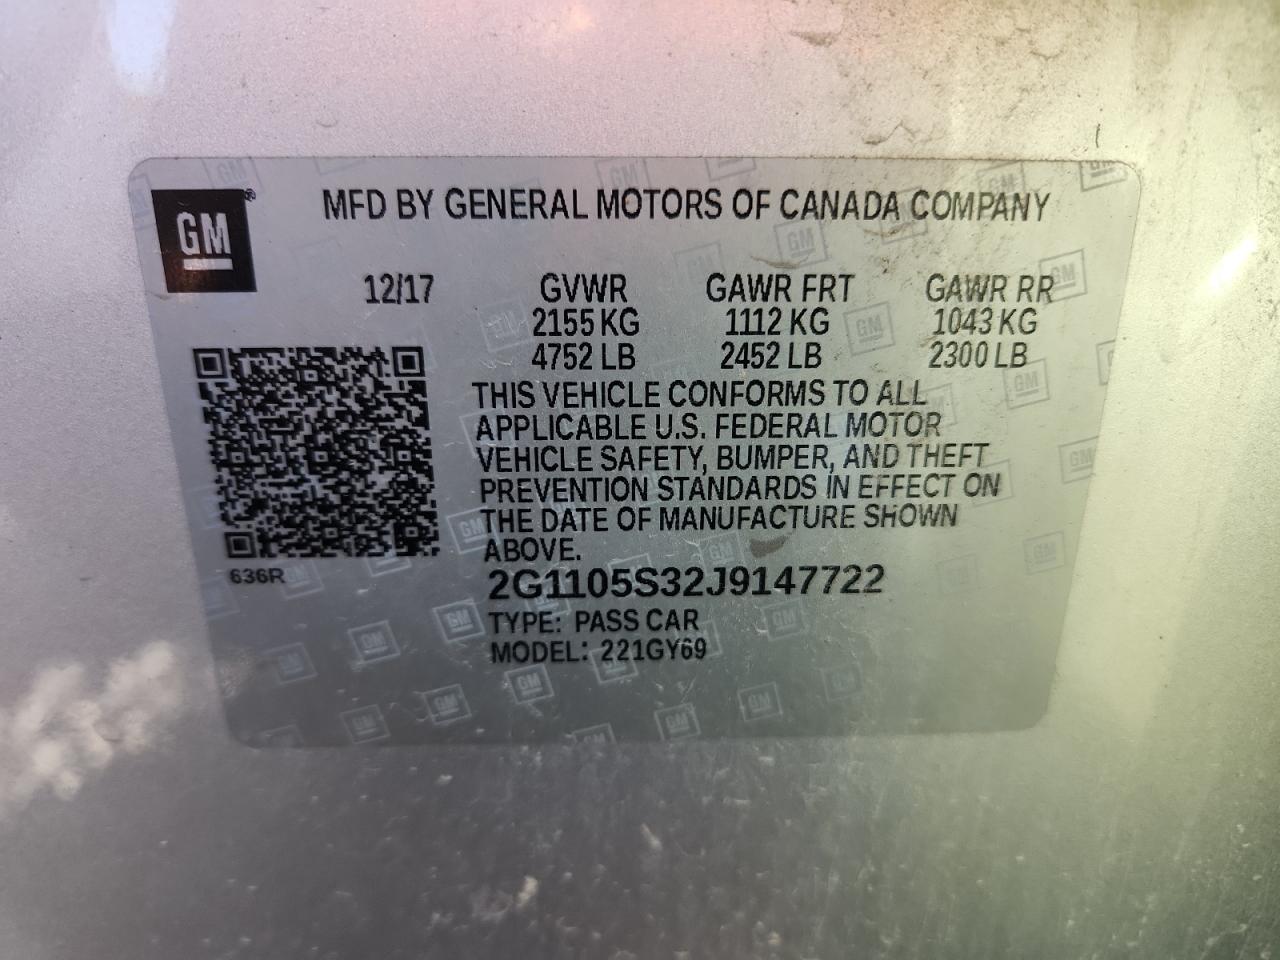 GM
MFD BY GENERAL MOTORS OF CANADA COMPANY
12/17 GVWR GAWR FRT GAWR RR
2155 KG 1112 KG 1043 KG
4752 LB 2452 LB 2300 LB
THIS VEHICLE CONFORMS TO ALL
APPLICABLE U.S. FEDERAL MOTOR
VEHICLE SAFETY, BUMPER, AND THEFT
PREVENTION STANDARDS IN EFFECT ON
THE DATE OF MANUFACTURE SHOWN
ABOVE.
636R
2G1105S32J9147722
TYPE: PASS CAR
MODEL: 221GY69